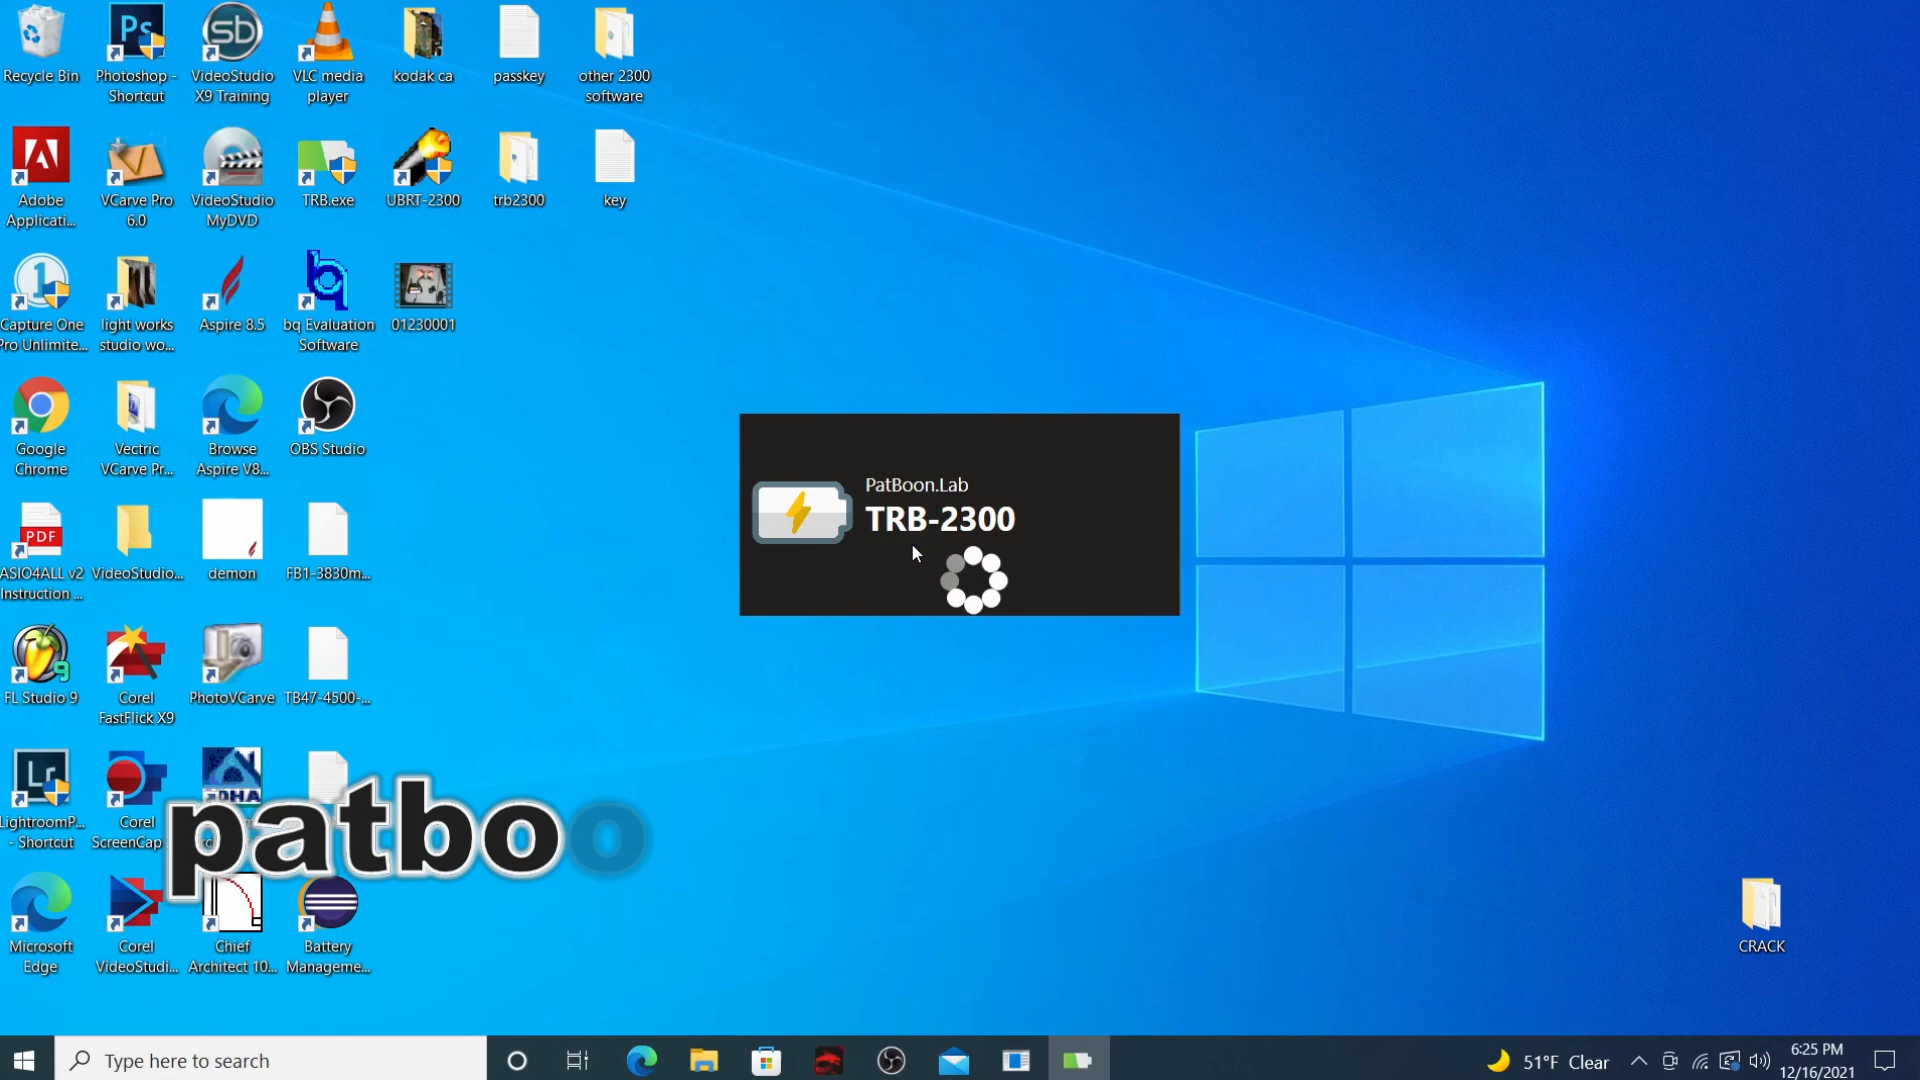 Recycle Bin
Photoshop - Shortcut
VideoStudio X9 Training
VLC media player
kodak ca
passkey
other 2300 software
Adobe Applicati...
VCarve Pro 6.0
VideoStudio MyDVD
TRB.exe
UBRT-2300
trb2300
key
Capture One Pro Unlimite...
light works studio wo...
Aspire 8.5
bq Evaluation Software
01230001
Google Chrome
Vectric VCarve Pr...
Browse Aspire V8...
OBS Studio
PDF
ASIO4ALL v2 Instruction ...
VideoStudio...
demon
FB1-3830m...
PatBoon.Lab
TRB-2300
FL Studio 9
Corel FastFlick X9
PhotoVCarve
TB47-4500-...
LightroomP... - Shortcut
Corel ScreenCap
patboo
Microsoft Edge
Corel VideoStudi...
Chief Architect 10...
Battery Manageme...
CRACK
Type here to search
51°F Clear
6:25 PM
12/16/2021